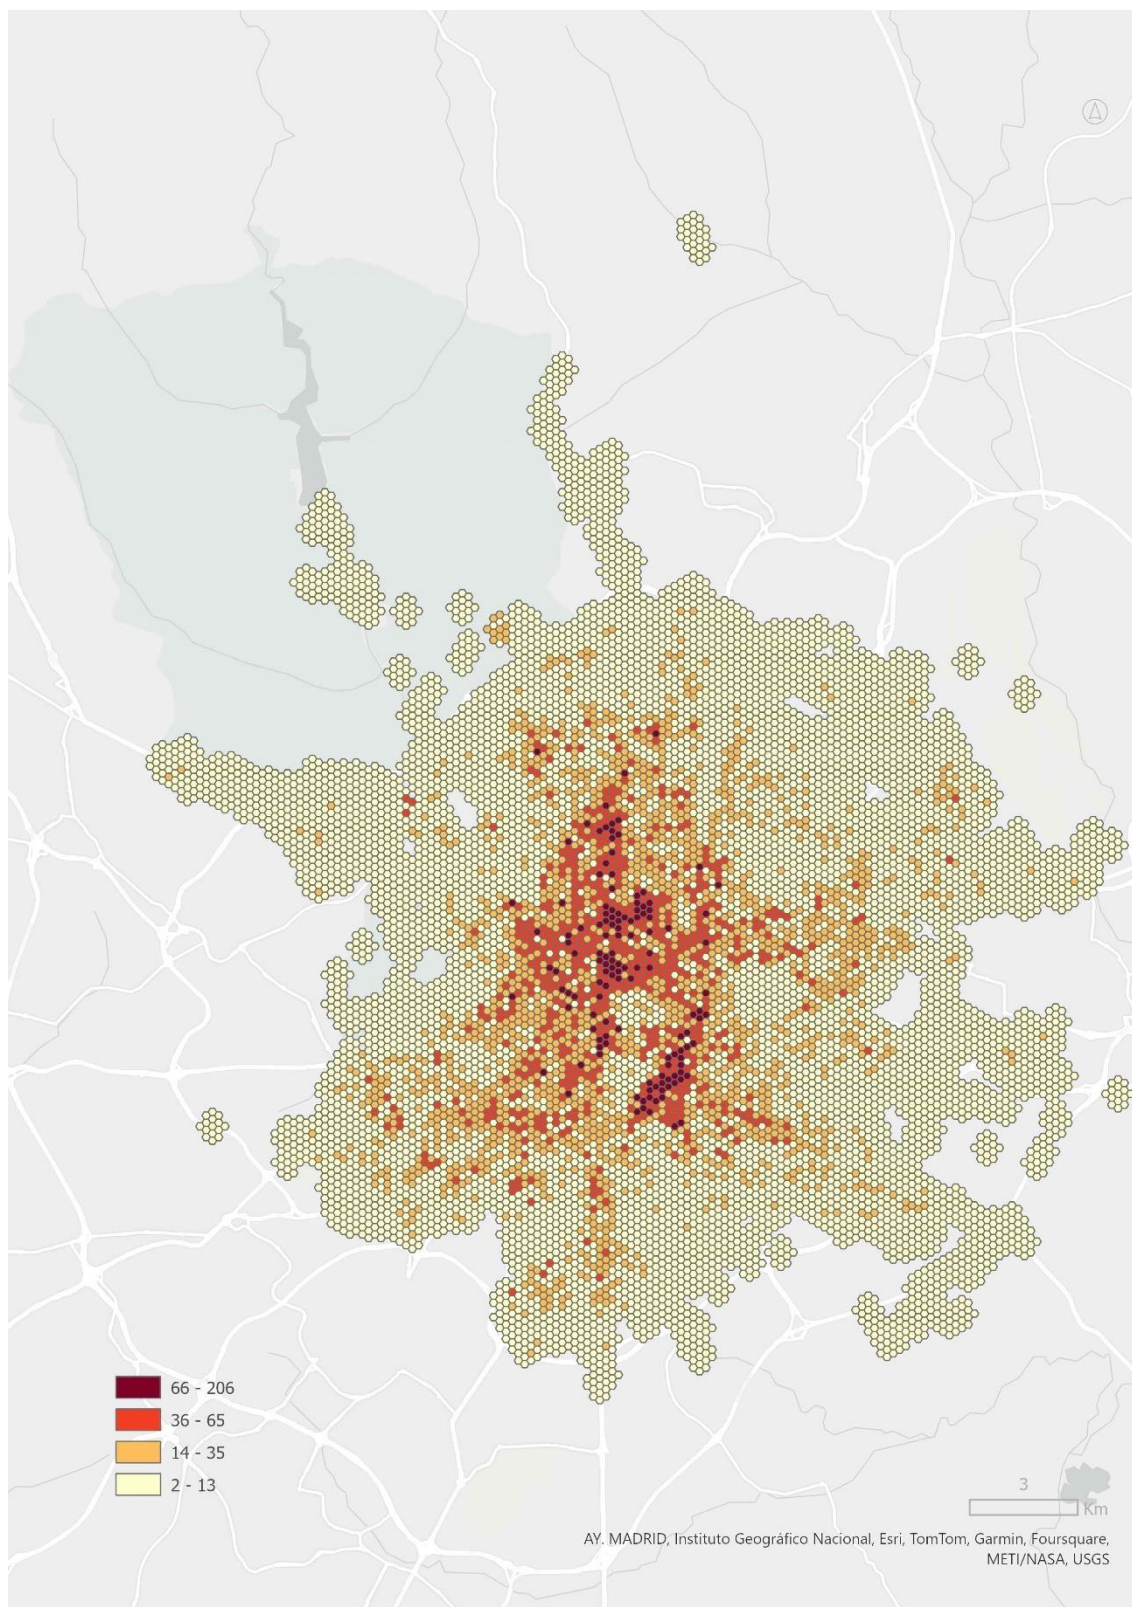 66 - 206
36 - 65
14 - 35
2 - 13
3
Km
AY. MADRID, Instituto Geográfico Nacional, Esri, TomTom, Garmin, Foursquare,
METI/NASA, USGS